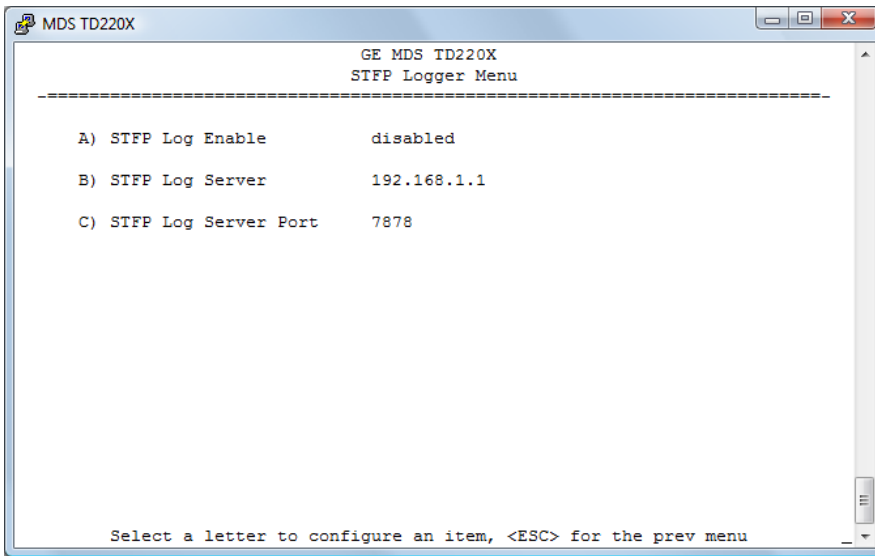 MDS TD220X
GE MDS TD220X
STFP Logger Menu
_==========================================================================_
A) STFP Log Enable disabled
B) STFP Log Server 192.168.1.1
C) STFP Log Server Port 7878
Select a letter to configure an item, <ESC> for the prev menu _